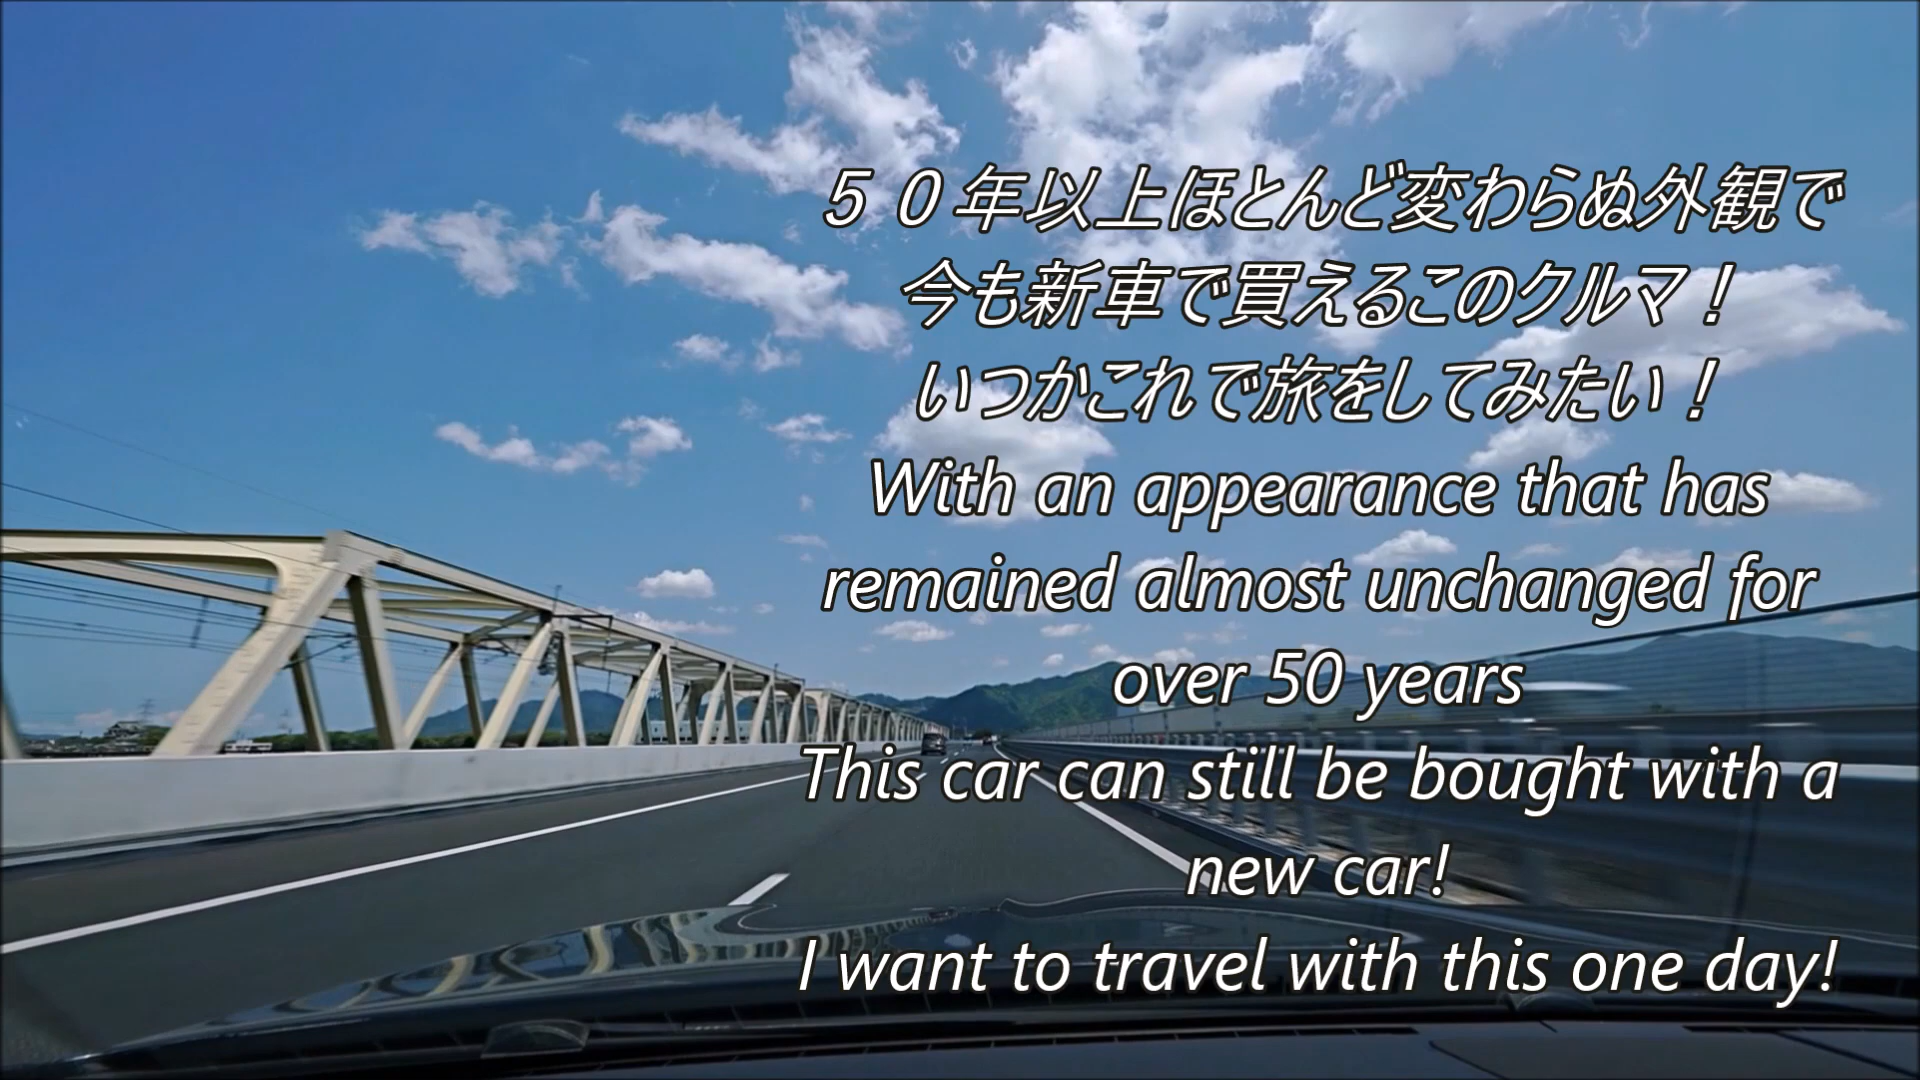 ５０年以上ほとんど変わらぬ外観で
今も新車で買えるこのクルマ！
いつかこれで旅をしてみたい！
With an appearance that has
remained almost unchanged for
over 50 years
This car can still be bought with a
new car!
I want to travel with this one day!